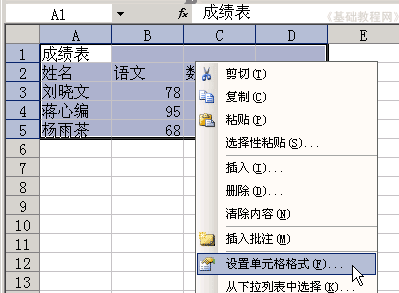 A1 fx 成绩表
《基础教程网》
A B C D E
1 成绩表
2 姓名 语文 数
3 刘晓文 78
4 蒋心编 95
5 杨雨菾 68
6
7
8
9
10
11
12
13
剪切(T)
复制(C)
粘贴(P)
选择性粘贴(S)...
插入(I)...
删除(D)...
清除内容(N)
插入批注(M)
设置单元格格式(F)...
从下拉列表中选择(K)...